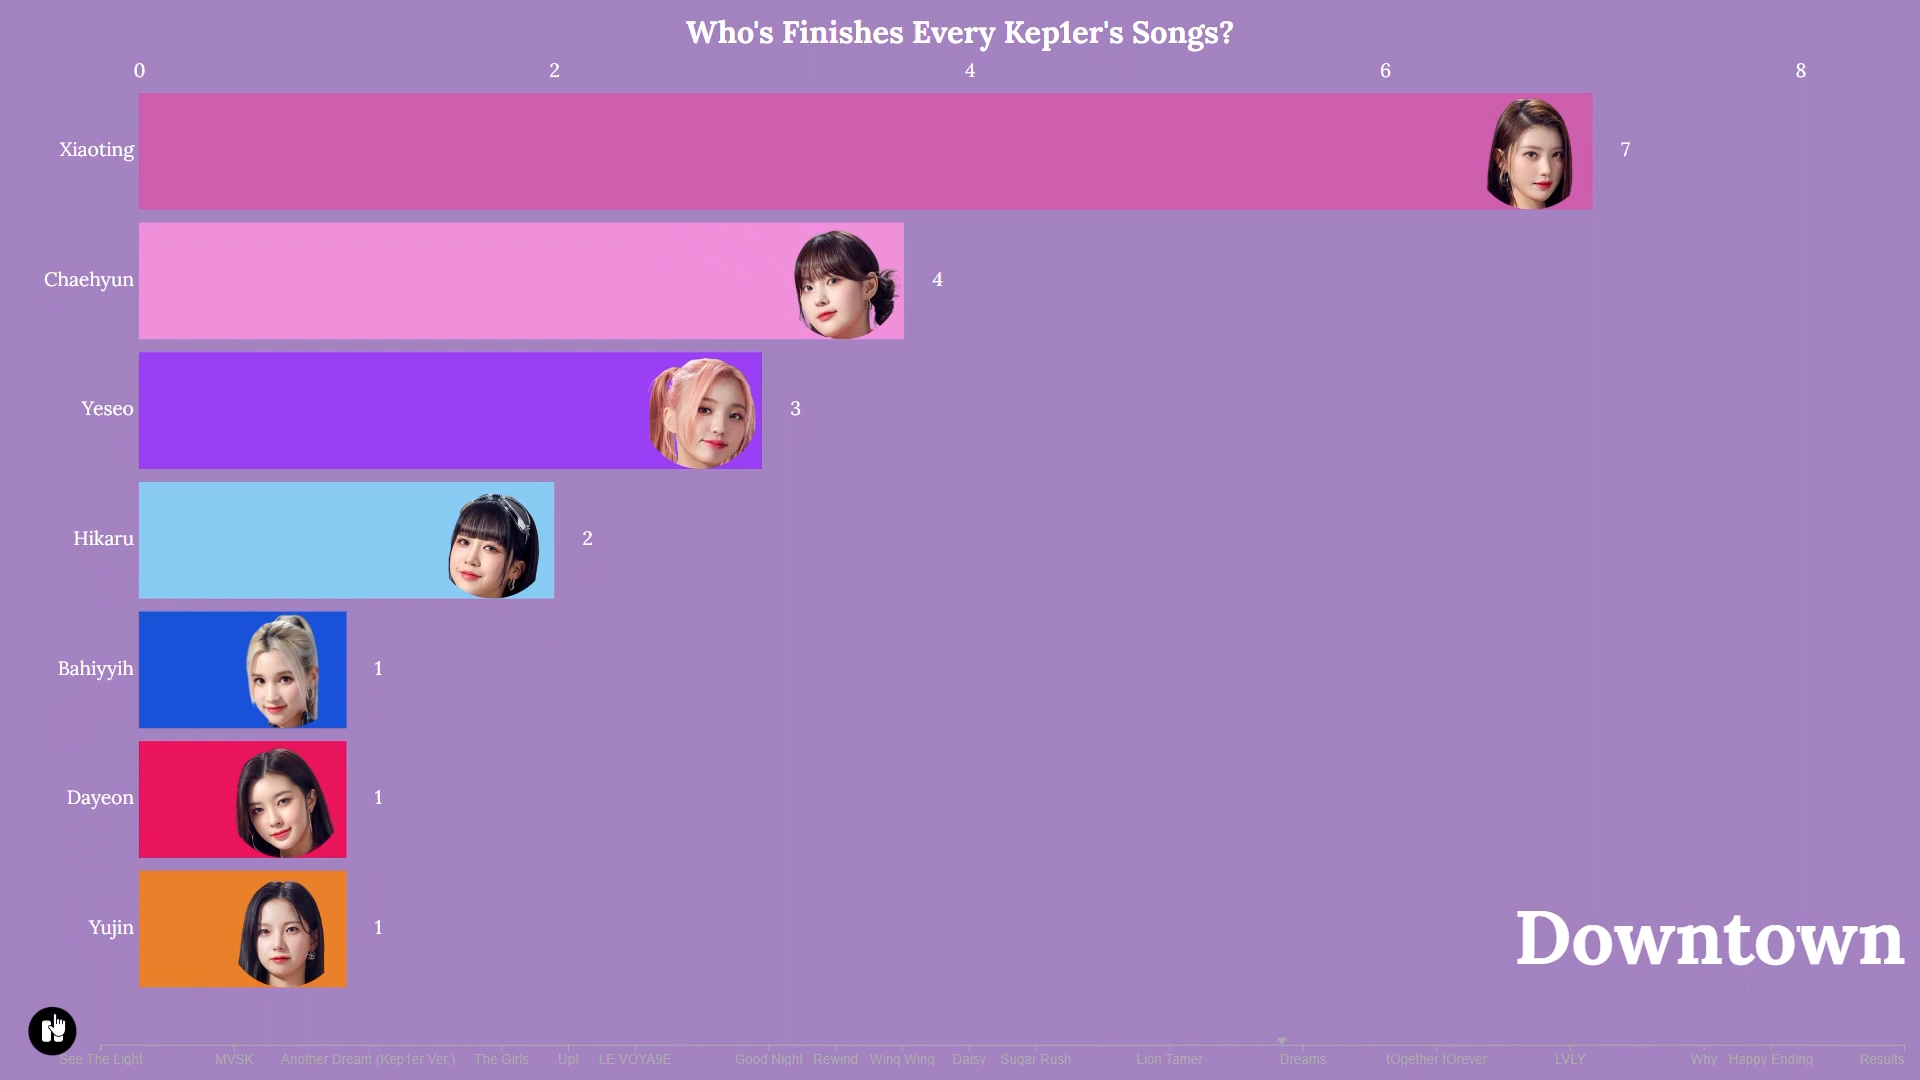 Who's Finishes Every Kep1er's Songs?
0 2 4 6 8
Xiaoting 7
Chaehyun 4
Yeseo 3
Hikaru 2
Bahiyyih 1
Dayeon 1
Yujin 1
Downtown
See The Light MVSK Another Dream (Kep1er Ver.) The Girls Up! LE VOYA9E Good Night Rewind Wing Wing Daisy Sugar Rush Lion Tamer Dreams tOgether fOrever LVLY Why Happy Ending Results